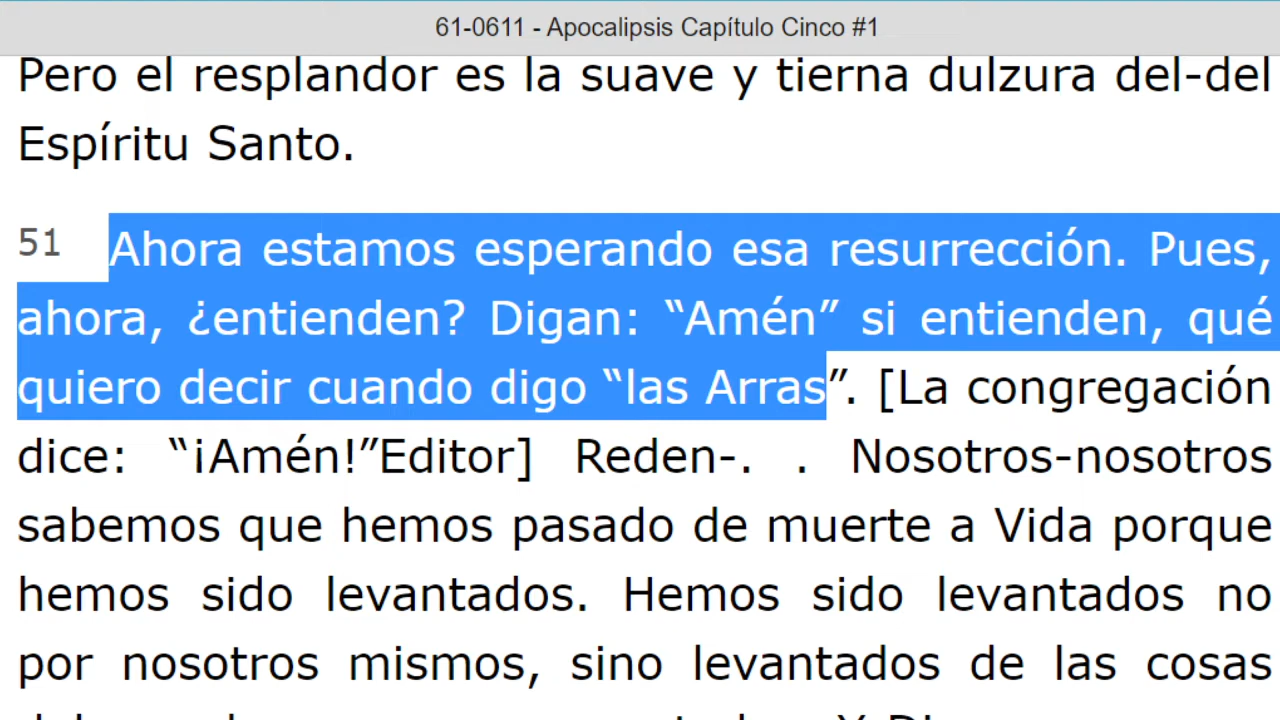 61-0611 - Apocalipsis Capítulo Cinco #1
Pero el resplandor es la suave y tierna dulzura del-del
Espíritu Santo.
51 Ahora estamos esperando esa resurrección. Pues,
ahora, ¿entienden? Digan: “Amén” si entienden, qué
quiero decir cuando digo “las Arras”. [La congregación
dice: “¡Amén!”Editor] Reden-. . Nosotros-nosotros
sabemos que hemos pasado de muerte a Vida porque
hemos sido levantados. Hemos sido levantados no
por nosotros mismos, sino levantados de las cosas